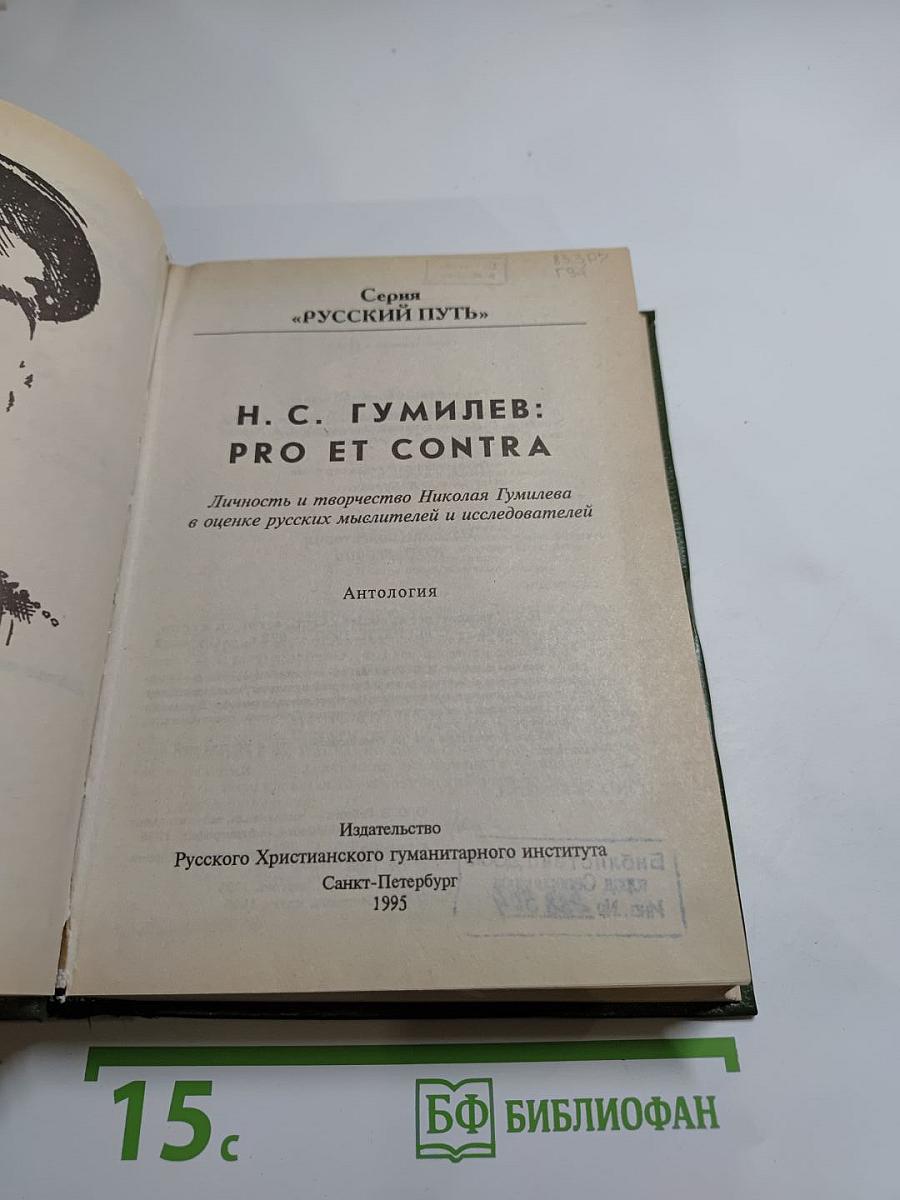 Серия
«РУССКИЙ ПУТЬ»
Н. С. ГУМИЛЕВ:
PRO ET CONTRA
Личность и творчество Николая Гумилева
в оценке русских мыслителей и исследователей
Антология
Издательство
Русского Христианского гуманитарного института
Санкт-Петербург
1995
15 с
БФ БИБЛИОФАН